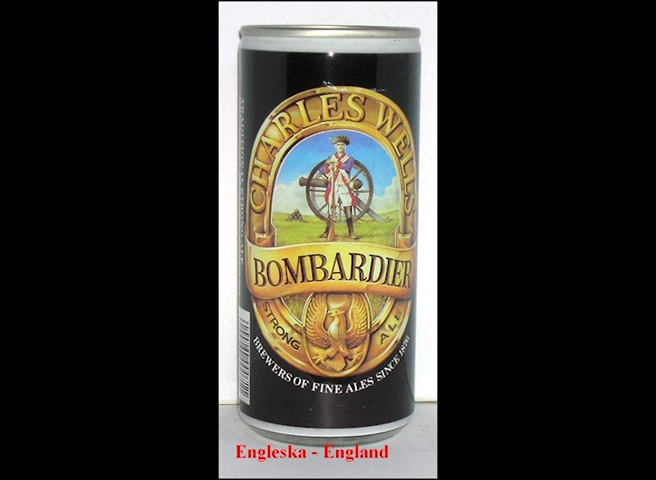 CHARLES WELLS
BOMBARDIER
STRONG ALE
BREWERS OF FINE ALES SINCE 1876
Engleska - England